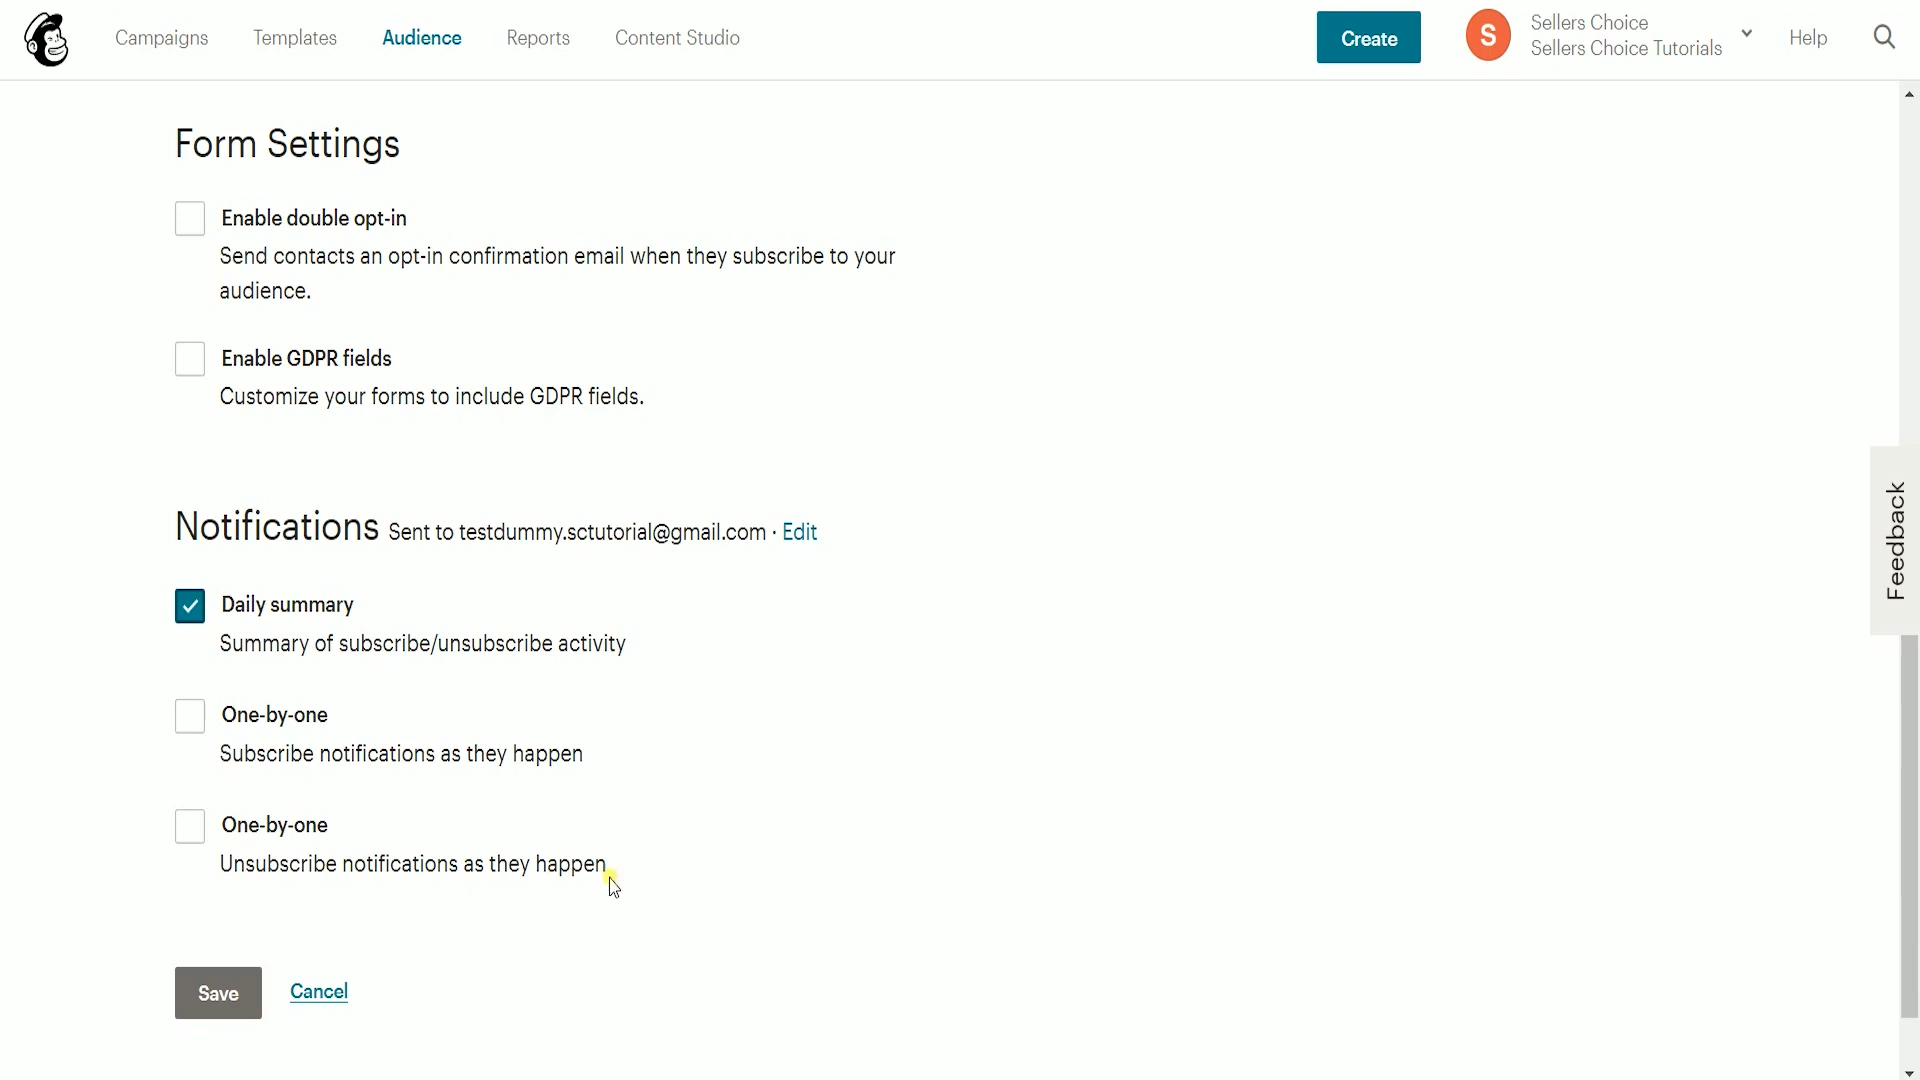 Campaigns Templates Audience Reports Content Studio Create S Sellers Choice Help
Sellers Choice Tutorials
Form Settings
Enable double opt-in
Send contacts an opt-in confirmation email when they subscribe to your
audience.
Enable GDPR fields
Customize your forms to include GDPR fields.
Feedback
Notifications Sent to testdummy.sctutorial@gmail.com · Edit
Daily summary
Summary of subscribe/unsubscribe activity
One-by-one
Subscribe notifications as they happen
One-by-one
Unsubscribe notifications as they happen
Save Cancel